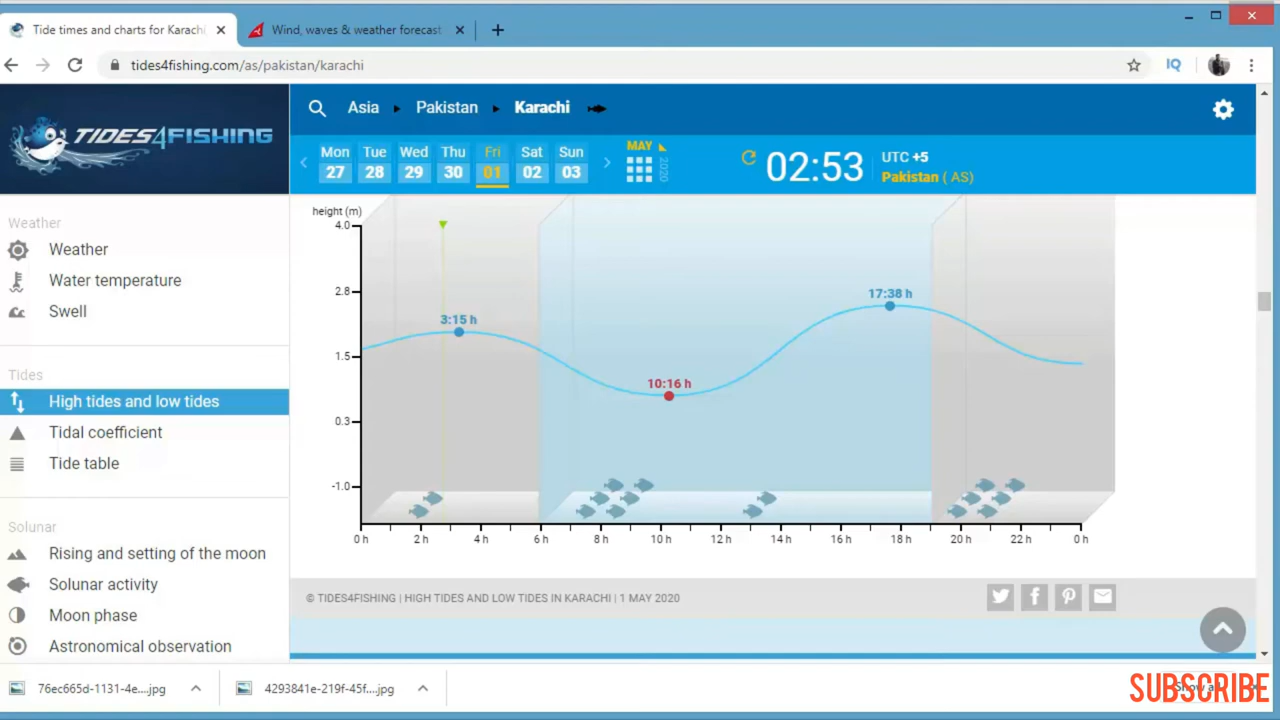 Tide times and charts for Karachi
Wind, waves & weather forecast
tides4fishing.com/as/pakistan/karachi
IQ
TIDES4FISHING
Asia Pakistan Karachi
Mon Tue Wed Thu Fri Sat Sun
27 28 29 30 01 02 03
MAY
2020
02:53
UTC +5
Pakistan ( AS)
Weather
Weather
Water temperature
Swell
Tides
High tides and low tides
Tidal coefficient
Tide table
Solunar
Rising and setting of the moon
Solunar activity
Moon phase
Astronomical observation
height (m)
4.0
2.8
1.5
0.3
-1.0
3:15 h
10:16 h
17:38 h
0 h 2 h 4 h 6 h 8 h 10 h 12 h 14 h 16 h 18 h 20 h 22 h 0 h
© TIDES4FISHING | HIGH TIDES AND LOW TIDES IN KARACHI | 1 MAY 2020
76ec665d-1131-4e....jpg
4293841e-219f-45f....jpg
SUBSCRIBE